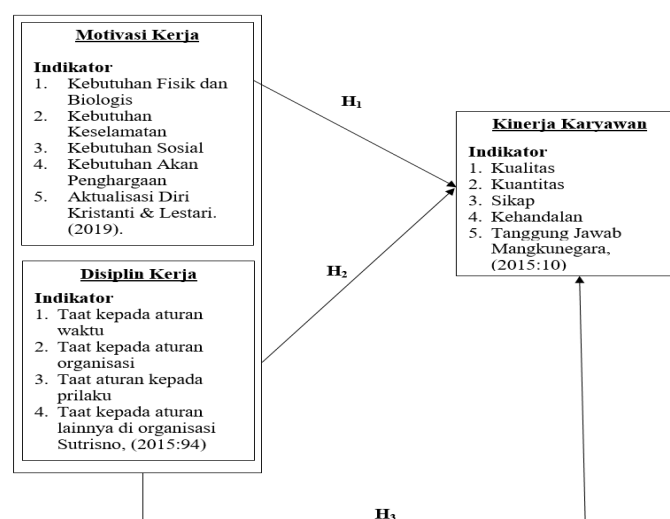 Motivasi Kerja
Indikator
1. Kebutuhan Fisik dan
Biologis
2. Kebutuhan
Keselamatan
3. Kebutuhan Sosial
4. Kebutuhan Akan
Penghargaan
5. Aktualisasi Diri
Kristanti & Lestari.
(2019).
H₁
Kinerja Karyawan
Indikator
1. Kualitas
2. Kuantitas
3. Sikap
4. Kehandalan
5. Tanggung Jawab
Mangkunegara,
(2015:10)
Disiplin Kerja
Indikator
1. Taat kepada aturan
waktu
2. Taat kepada aturan
organisasi
3. Taat aturan kepada
prilaku
4. Taat kepada aturan
lainnya di organisasi
Sutrisno, (2015:94)
H₂
H₃